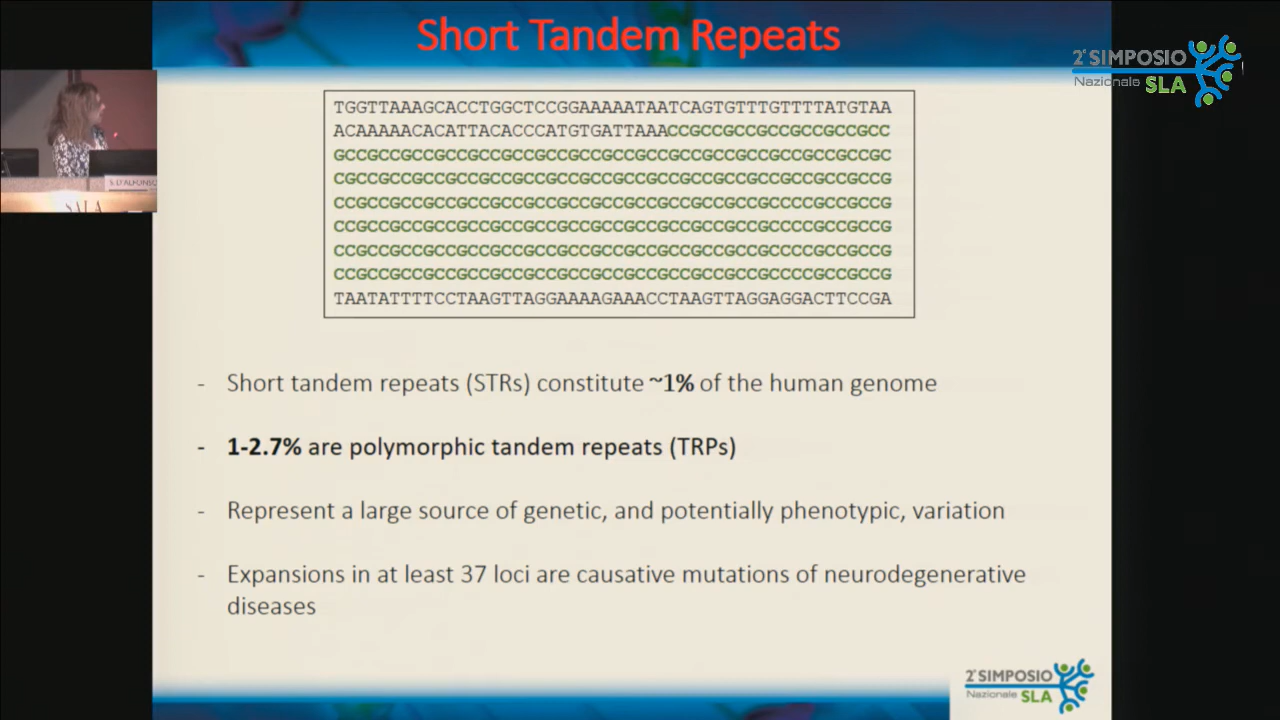 Short Tandem Repeats
2° SIMPOSIO
Nazionale SLA
TGGTTAAAGCACCTGGCTCCGGAAAAATAATCAGTGTTTGTTTTATGTAA
ACAAAAACACATTACACCCATGTGATTAAACCGCCGCCGCCGCCGCCGCC
GCCGCCGCCGCCGCCGCCGCCGCCGCCGCCGCCGCCGCCGCCGCCGCCGC
CGCCGCCGCCGCCGCCGCCGCCGCCGCCGCCGCCGCCGCCGCCGCCGCCG
CCGCCGCCGCCGCCGCCGCCGCCGCCGCCGCCGCCGCCGCCCCGCCGCCG
CCGCCGCCGCCGCCGCCGCCGCCGCCGCCGCCGCCGCCGCCCCGCCGCCG
CCGCCGCCGCCGCCGCCGCCGCCGCCGCCGCCGCCGCCGCCCCGCCGCCG
CCGCCGCCGCCGCCGCCGCCGCCGCCGCCGCCGCCGCCGCCCCGCCGCCG
TAATATTTTCCTAAGTTAGGAAAAGAAACCTAAGTTAGGAGGACTTCCGA
S. D'ALFONSO
SALA
- Short tandem repeats (STRs) constitute ~1% of the human genome
- 1-2.7% are polymorphic tandem repeats (TRPs)
- Represent a large source of genetic, and potentially phenotypic, variation
- Expansions in at least 37 loci are causative mutations of neurodegenerative
diseases
2° SIMPOSIO
Nazionale SLA